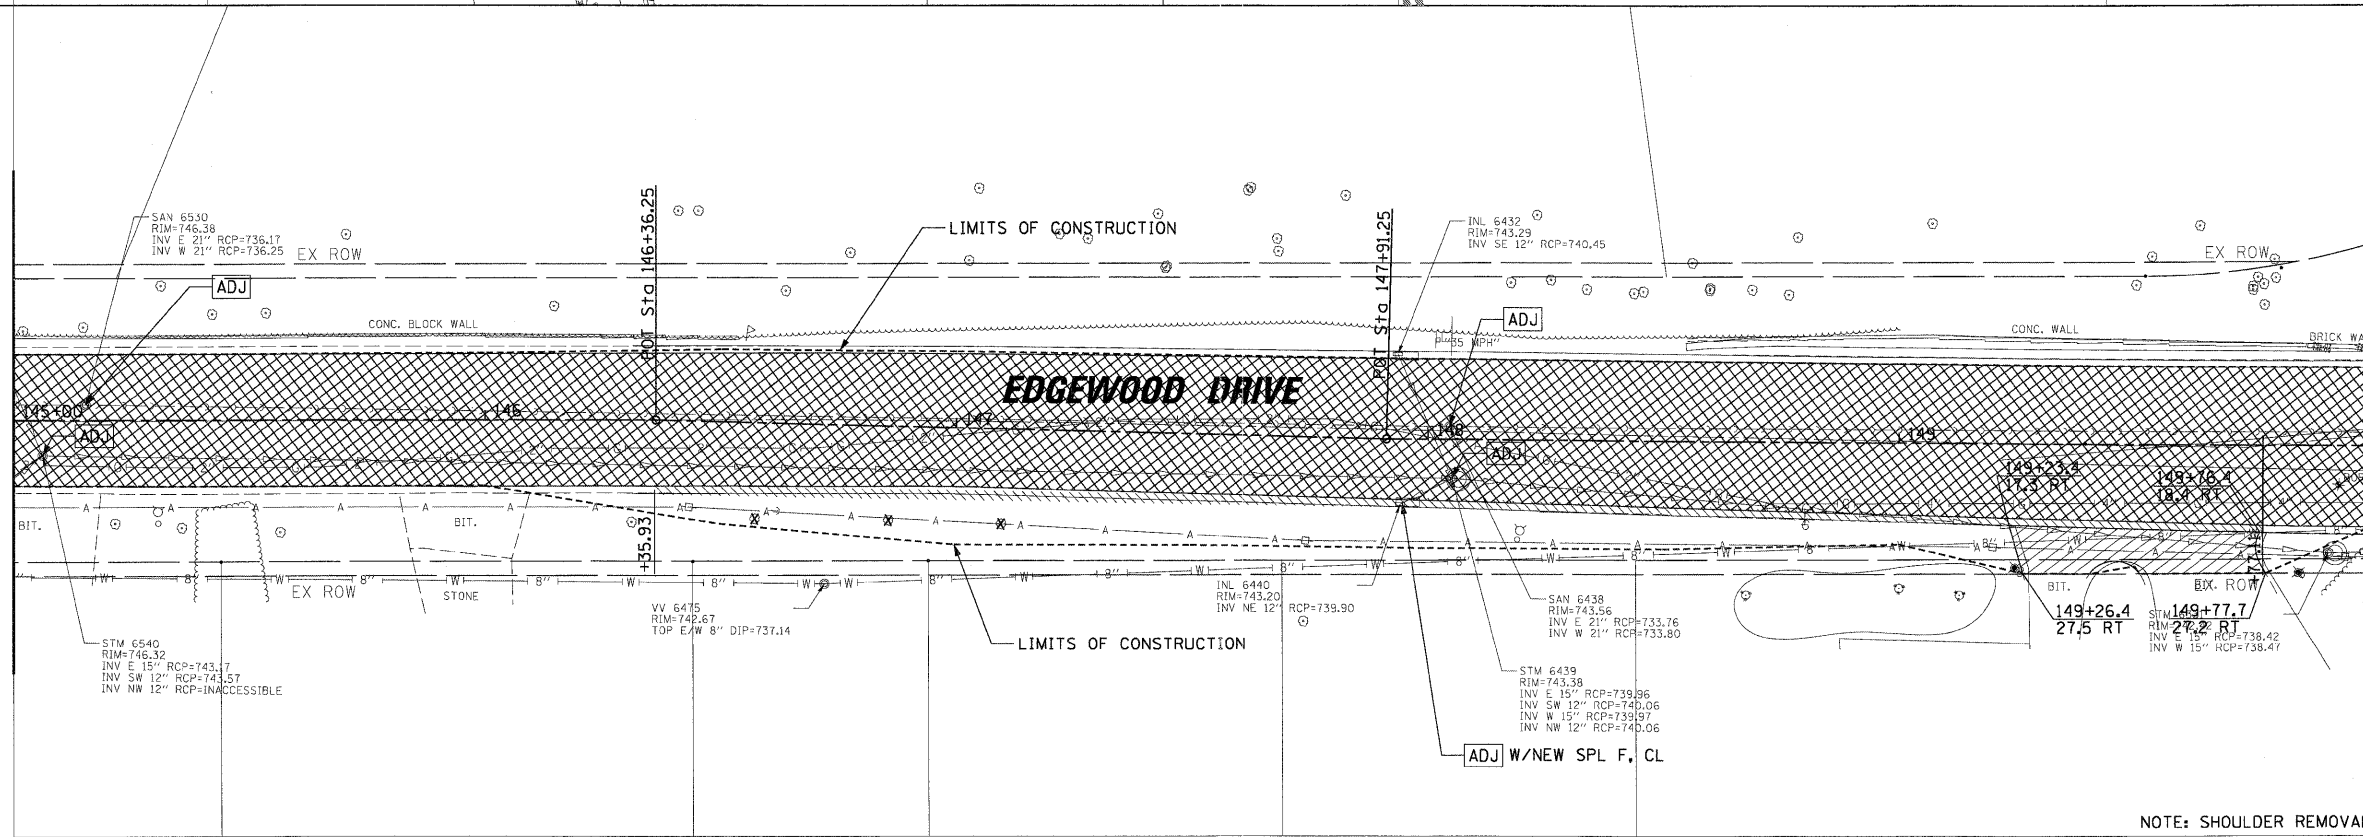 SAN 6530
RIM=746.38
INV E 21" RCP=736.17
INV W 21" RCP=736.25
EX ROW
ADJ
CONC. BLOCK WALL
POT Sta 146+36.25
LIMITS OF CONSTRUCTION
POT Sta 147+91.25
INL 6432
RIM=743.29
INV SE 12" RCP=740.45
ADJ
"35 MPH"
EX ROW
CONC. WALL
BRICK WA
EDGEWOOD DRIVE
145+00
146
147
148
149
ADJ
ADJ
149+23.4
17.3 RT
149+76.4
18.4 RT
BIT.
BIT.
+35.93
EX ROW
STONE
VV 6475
RIM=742.67
TOP E/W 8" DIP=737.14
STM 6540
RIM=746.32
INV E 15" RCP=743.17
INV SW 12" RCP=743.57
INV NW 12" RCP=INACCESSIBLE
LIMITS OF CONSTRUCTION
INL 6440
RIM=743.20
INV NE 12" RCP=739.90
SAN 6438
RIM=743.56
INV E 21" RCP=733.76
INV W 21" RCP=733.80
STM 6439
RIM=743.38
INV E 15" RCP=739.96
INV SW 12" RCP=740.06
INV W 15" RCP=739.97
INV NW 12" RCP=740.06
ADJ W/NEW SPL F, CL
BIT.
EX ROW
149+26.4
27.5 RT
149+77.7
27.2 RT
INV E 15" RCP=738.42
INV W 15" RCP=738.47
NOTE: SHOULDER REMOVAL